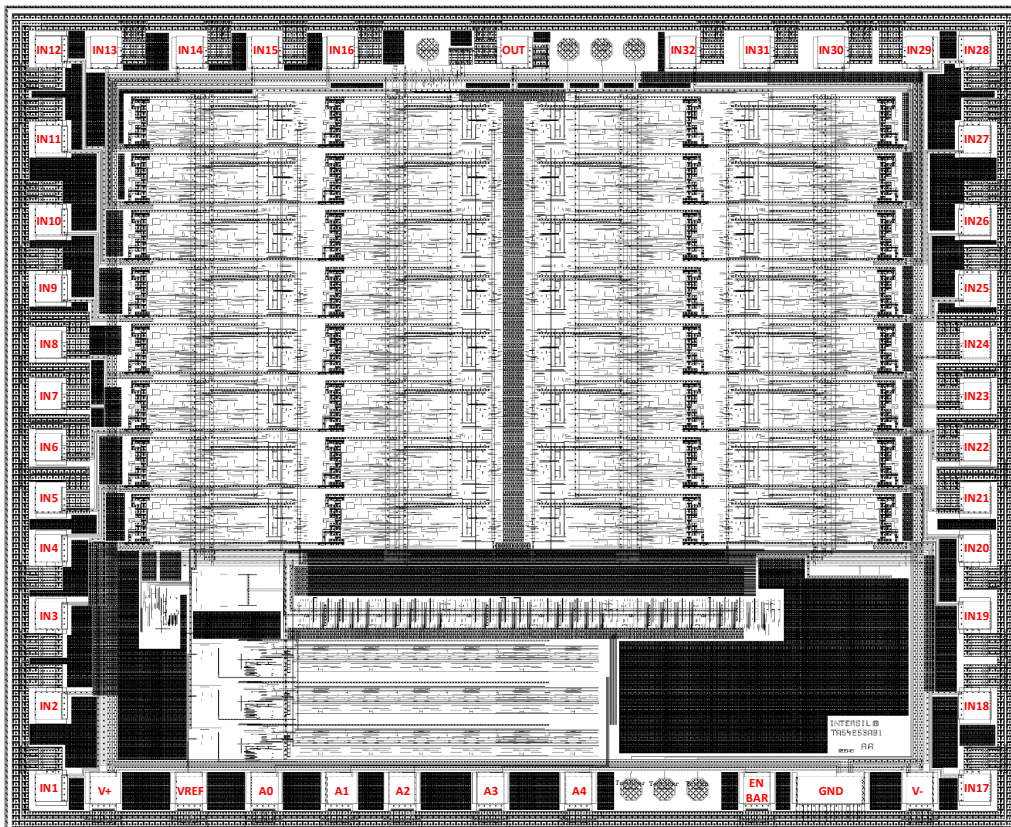 IN12 IN13 IN14 IN15 IN16 OUT IN32 IN31 IN30 IN29 IN28
IN11 IN27
IN10 IN26
IN9 IN25
IN8 IN24
IN7 IN23
IN6 IN22
IN5 IN21
IN4 IN20
IN3 IN19
IN2 IN18
INTERSIL ®
TA54253A01
AA
IN1 V+ VREF A0 A1 A2 A3 A4 EN BAR GND V- IN17